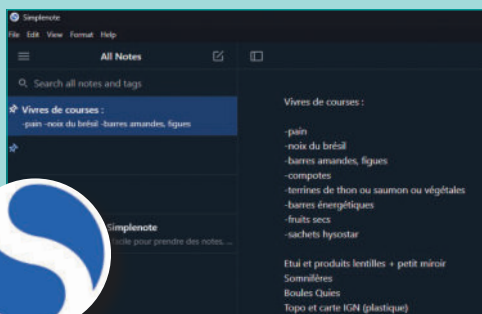 Simplenote
File Edit View Format Help
All Notes
Search all notes and tags
Vivres de courses :
-pain -noix du brésil -barres amandes, figues
Simplenote
facile pour prendre des notes, ...
Vivres de courses :
-pain
-noix du brésil
-barres amandes, figues
-compotes
-terrines de thon ou saumon ou végétales
-barres énergétiques
-fruits secs
-sachets hysostar
Etui et produits lentilles + petit miroir
Somnifères
Boules Quies
Topo et carte IGN (plastique)